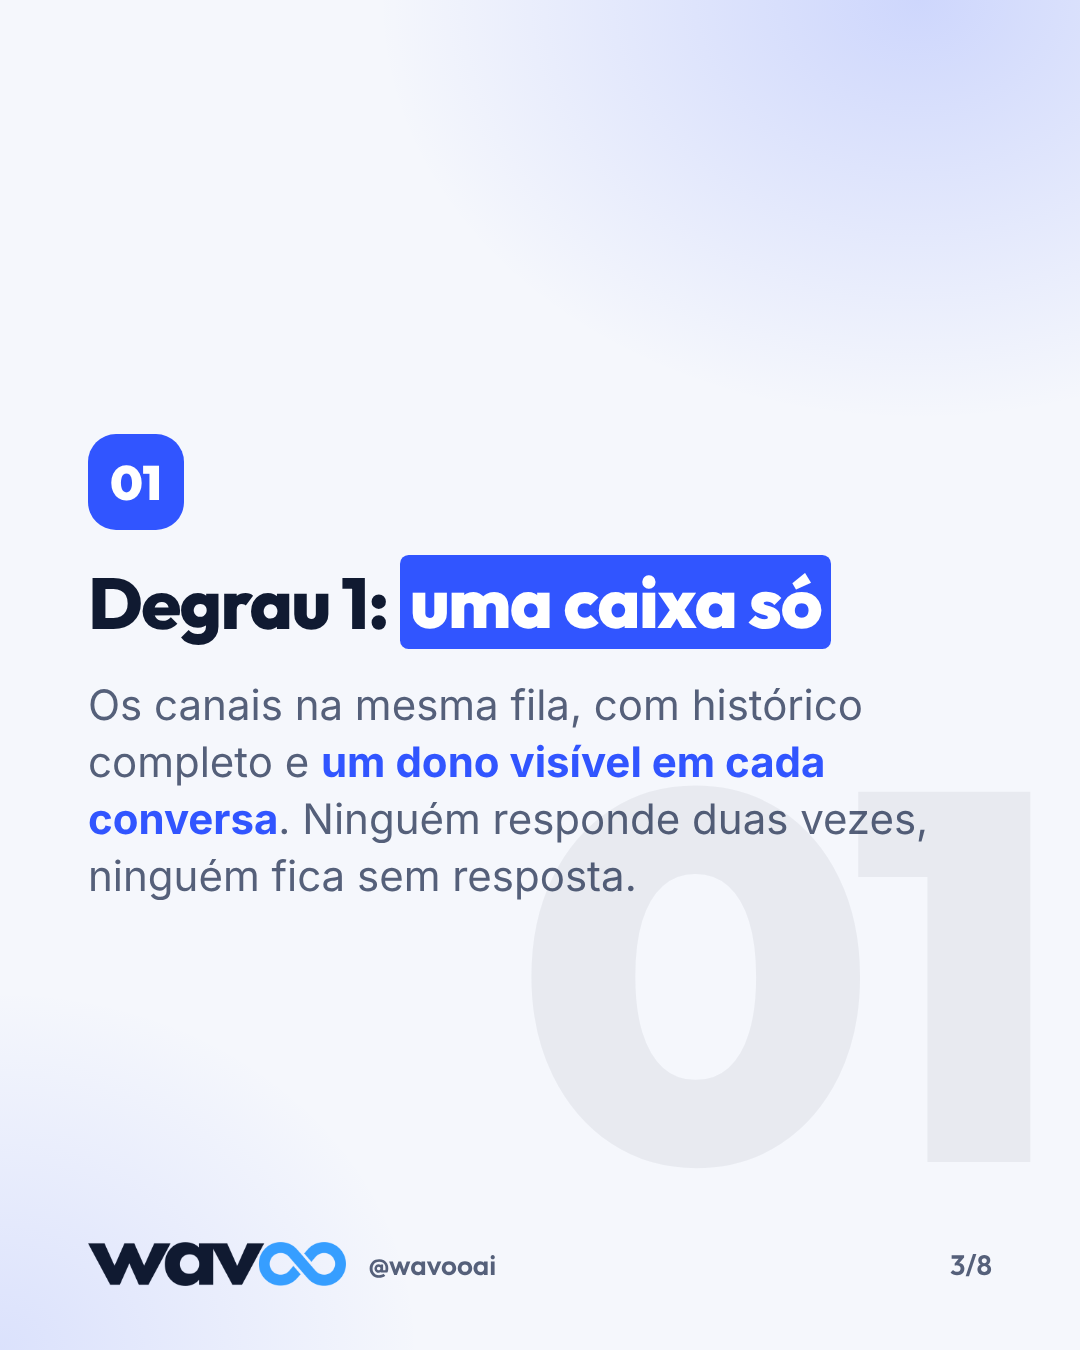 01
Degrau 1: uma caixa só
Os canais na mesma fila, com histórico
completo e um dono visível em cada
conversa. Ninguém responde duas vezes,
ninguém fica sem resposta.
01
wavoo @wavooai 3/8